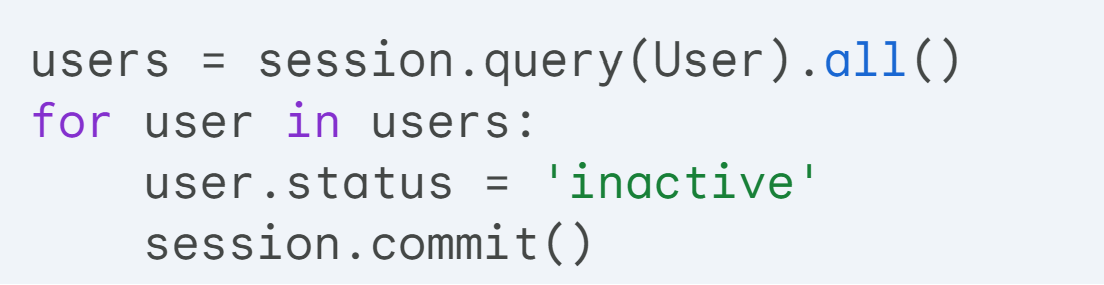 users = session.query(User).all()
for user in users:
    user.status = 'inactive'
    session.commit()